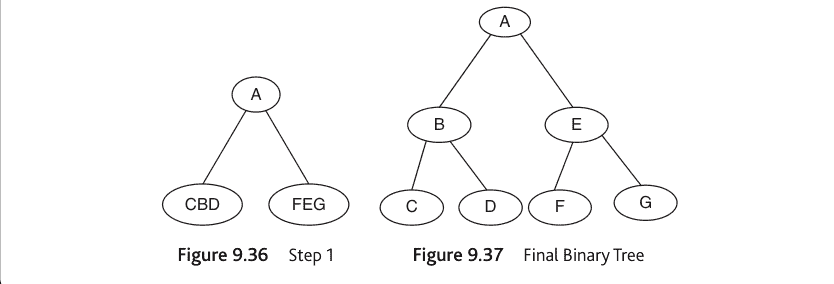 A
A
B
E
CBD
FEG
C
D
F
G
Figure 9.36 Step 1
Figure 9.37 Final Binary Tree